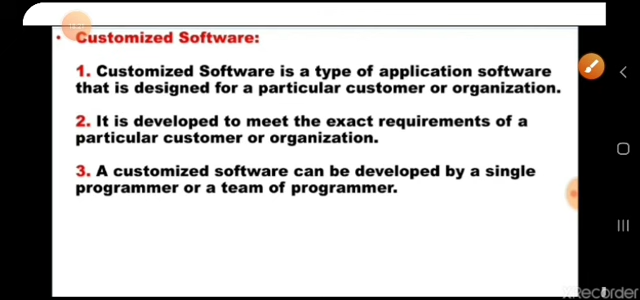 • Customized Software:
1. Customized Software is a type of application software
that is designed for a particular customer or organization.
2. It is developed to meet the exact requirements of a
particular customer or organization.
3. A customized software can be developed by a single
programmer or a team of programmer.